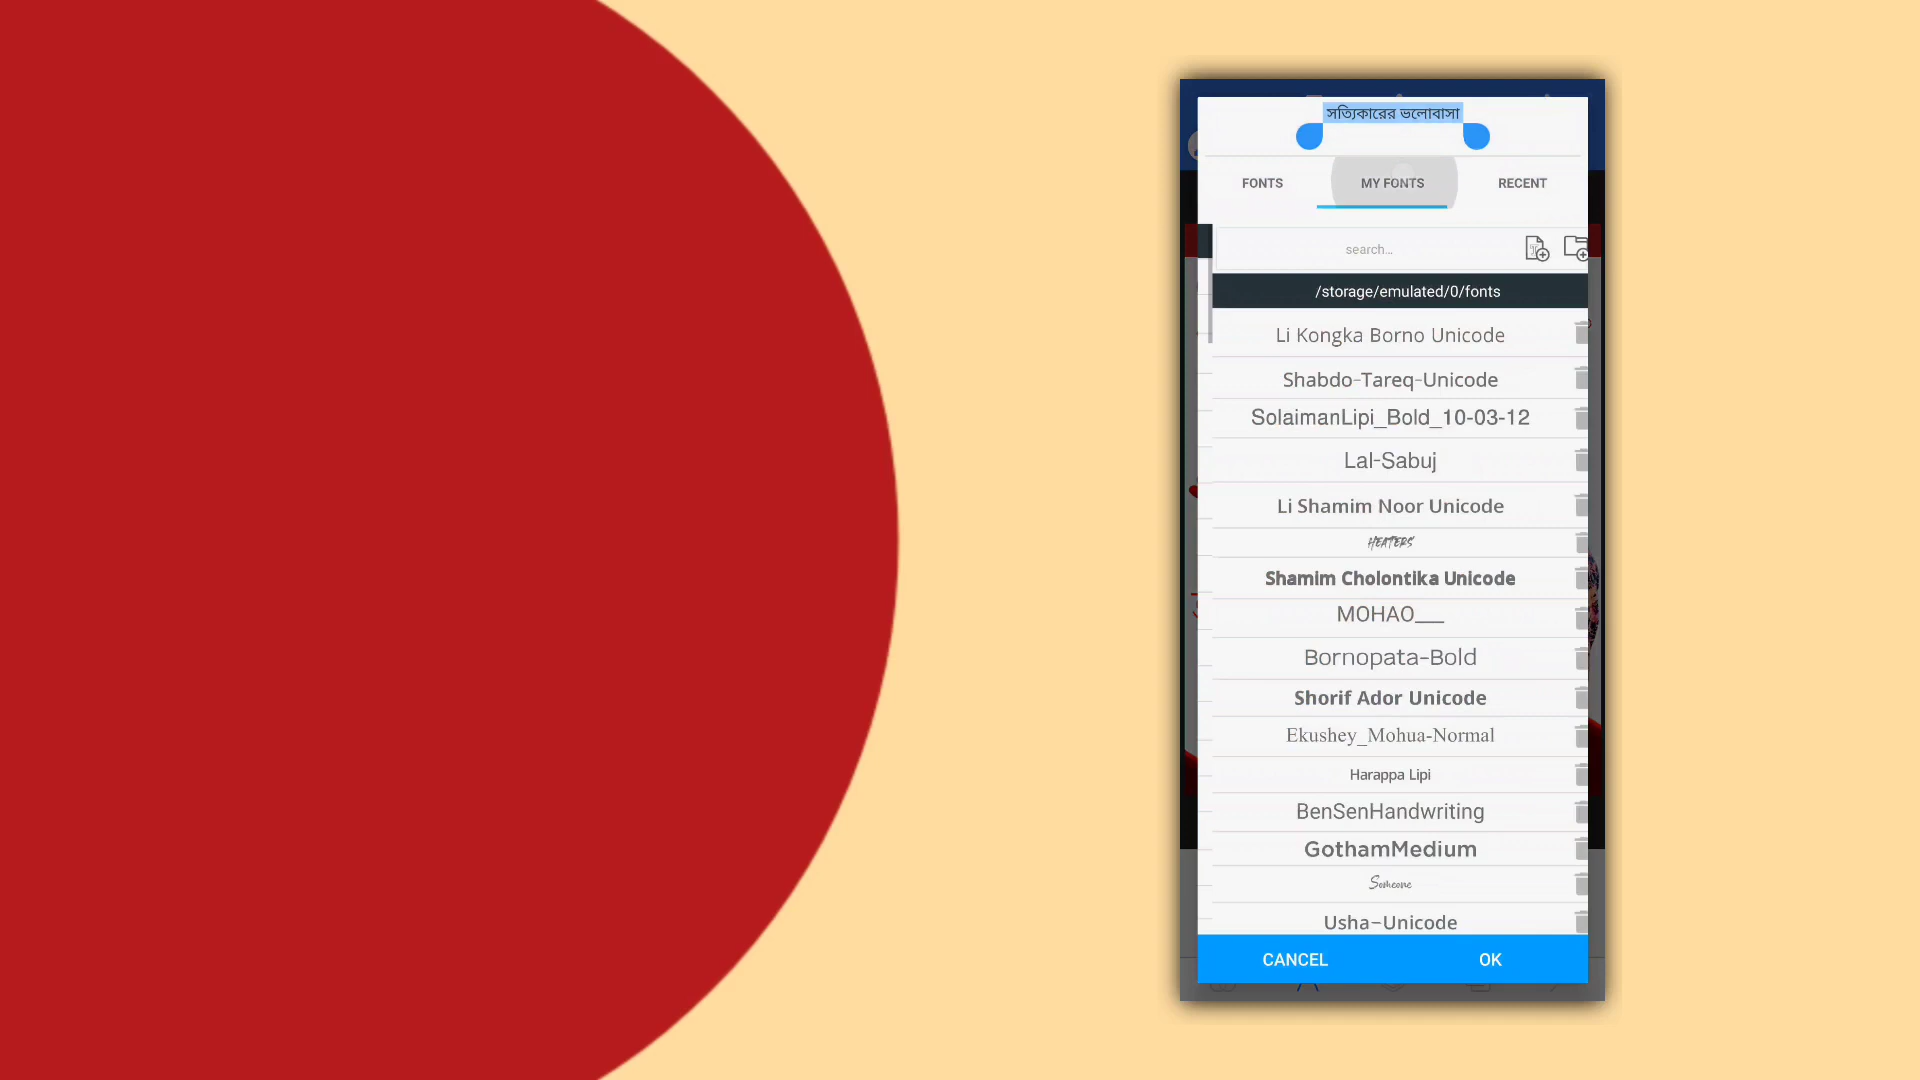 সত্যিকারের ভলোবাসা
FONTS MY FONTS RECENT
search...
/storage/emulated/0/fonts
Li Kongka Borno Unicode
Shabdo-Tareq-Unicode
SolaimanLipi_Bold_10-03-12
Lal-Sabuj
Li Shamim Noor Unicode
HEATERS
Shamim Cholontika Unicode
MOHAO___
Bornopata-Bold
Shorif Ador Unicode
Ekushey_Mohua-Normal
Harappa Lipi
BenSenHandwriting
GothamMedium
Someone
Usha-Unicode
CANCEL OK